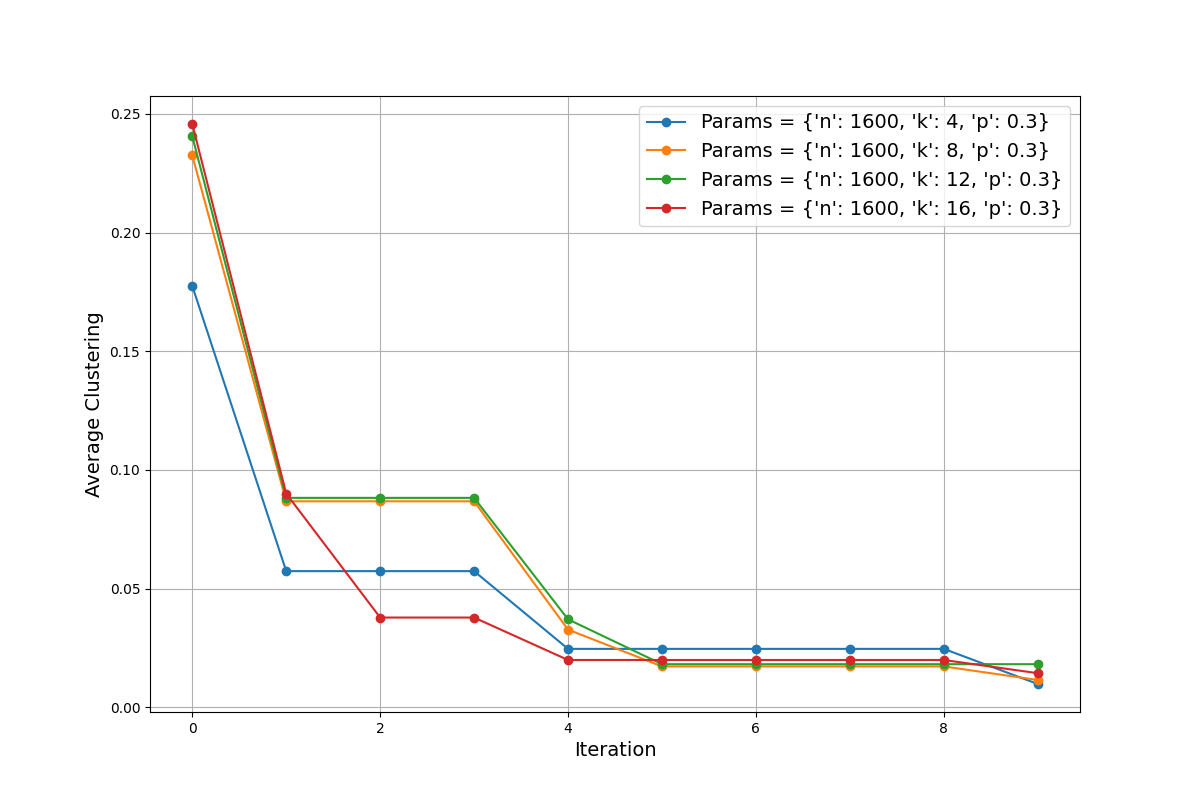 Params = {'n': 1600, 'k': 4, 'p': 0.3}
Params = {'n': 1600, 'k': 8, 'p': 0.3}
Params = {'n': 1600, 'k': 12, 'p': 0.3}
Params = {'n': 1600, 'k': 16, 'p': 0.3}
Average Clustering
0.25
0.20
0.15
0.10
0.05
0.00
0 2 4 6 8
Iteration